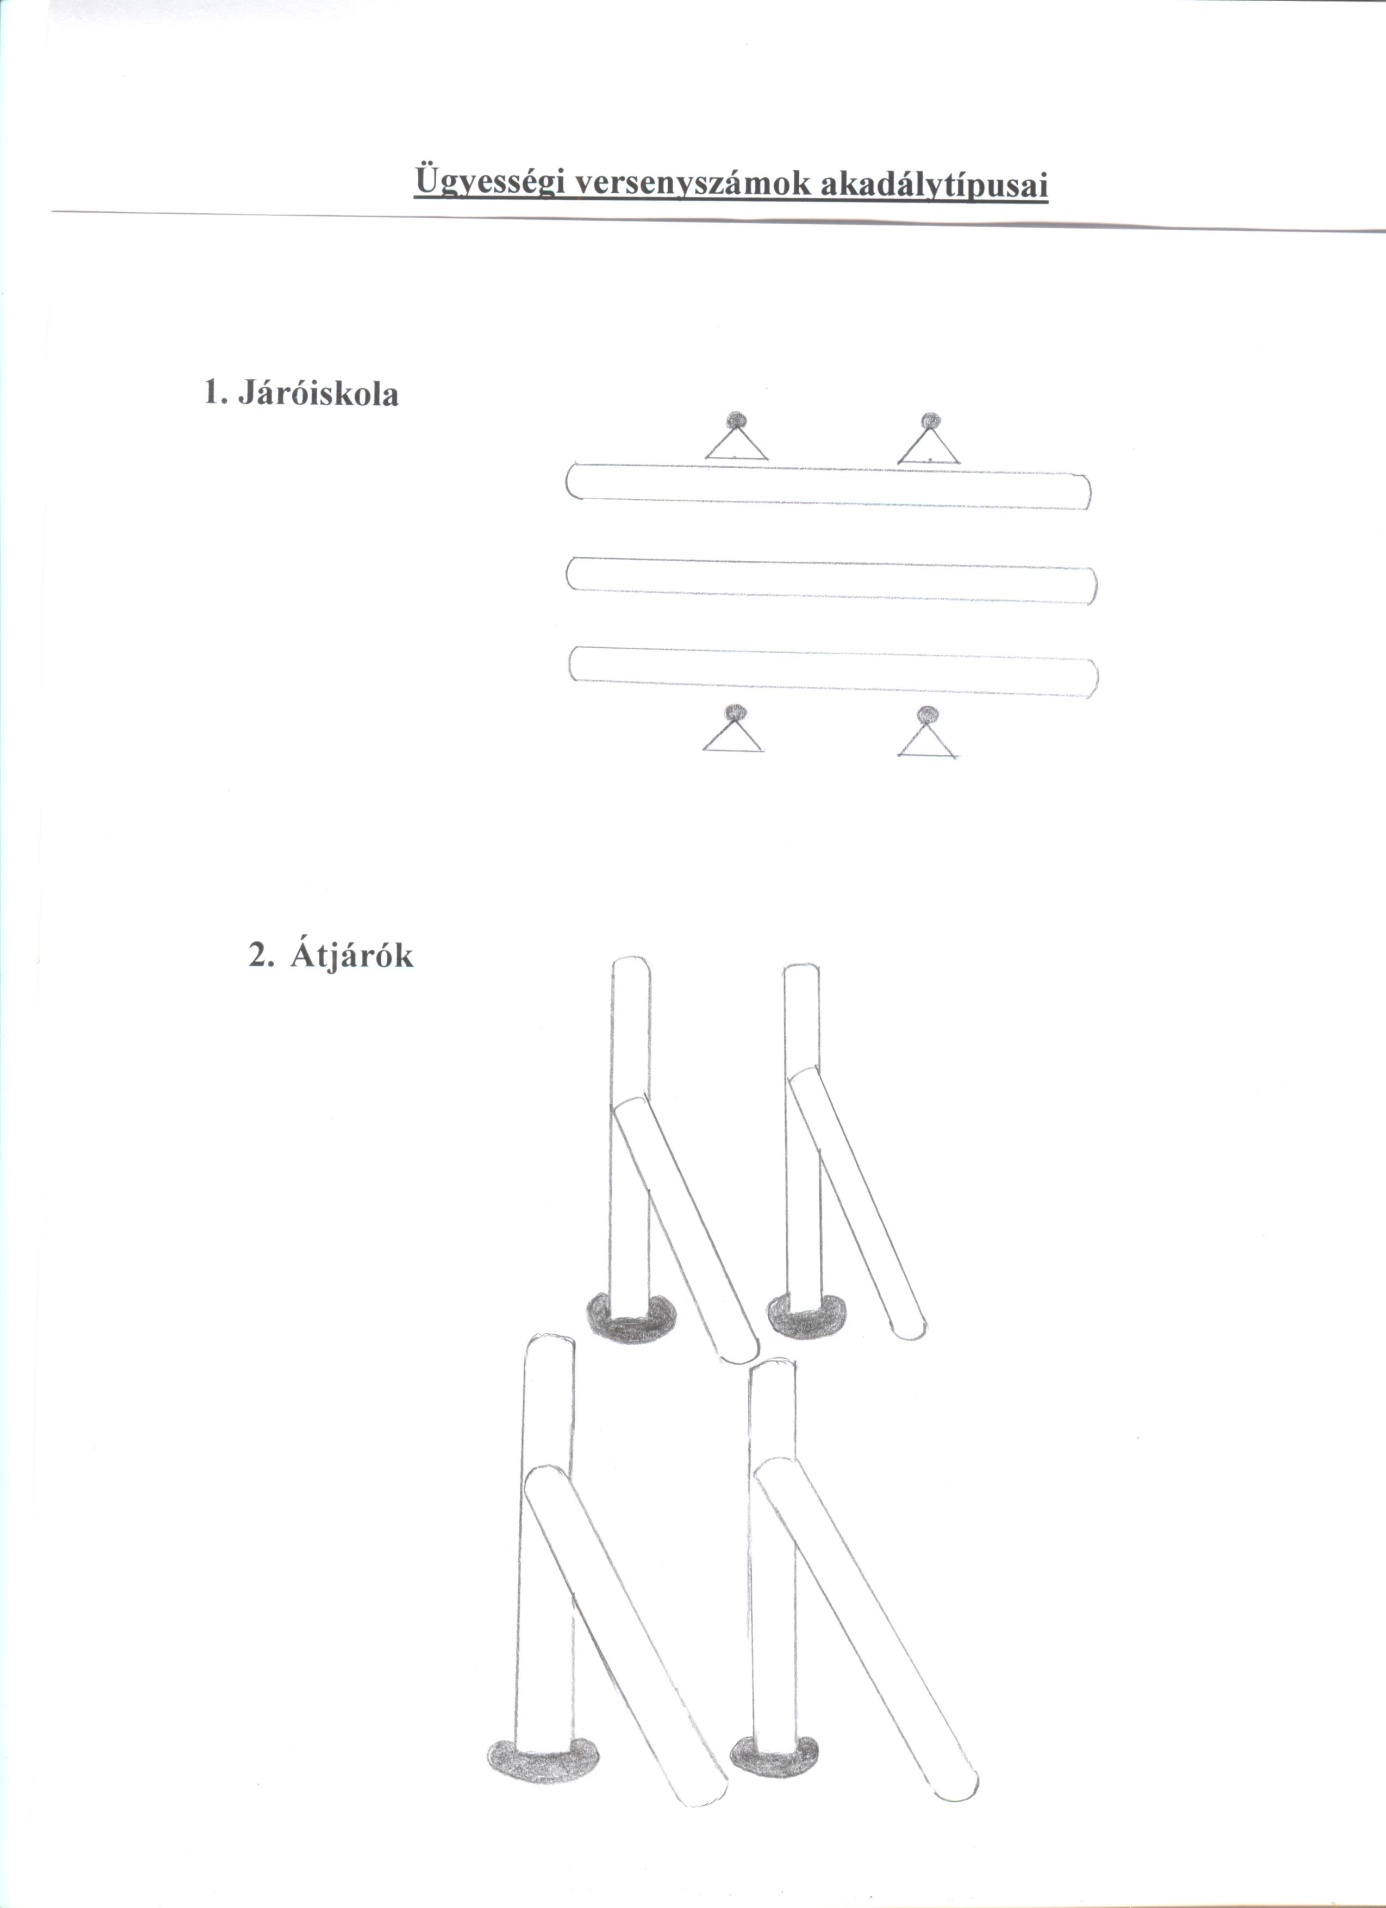 Ügyességi versenyszámok akadálytípusai
1. Járóiskola
2. Átjárók